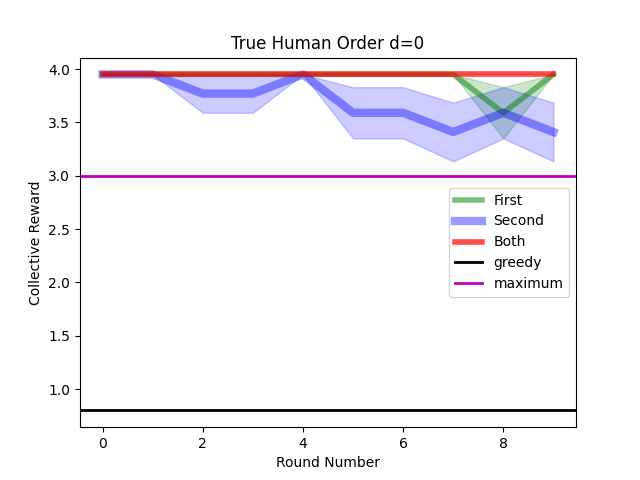 True Human Order d=0
Collective Reward
4.0
3.5
3.0
2.5
2.0
1.5
1.0
First
Second
Both
greedy
maximum
0 2 4 6 8
Round Number